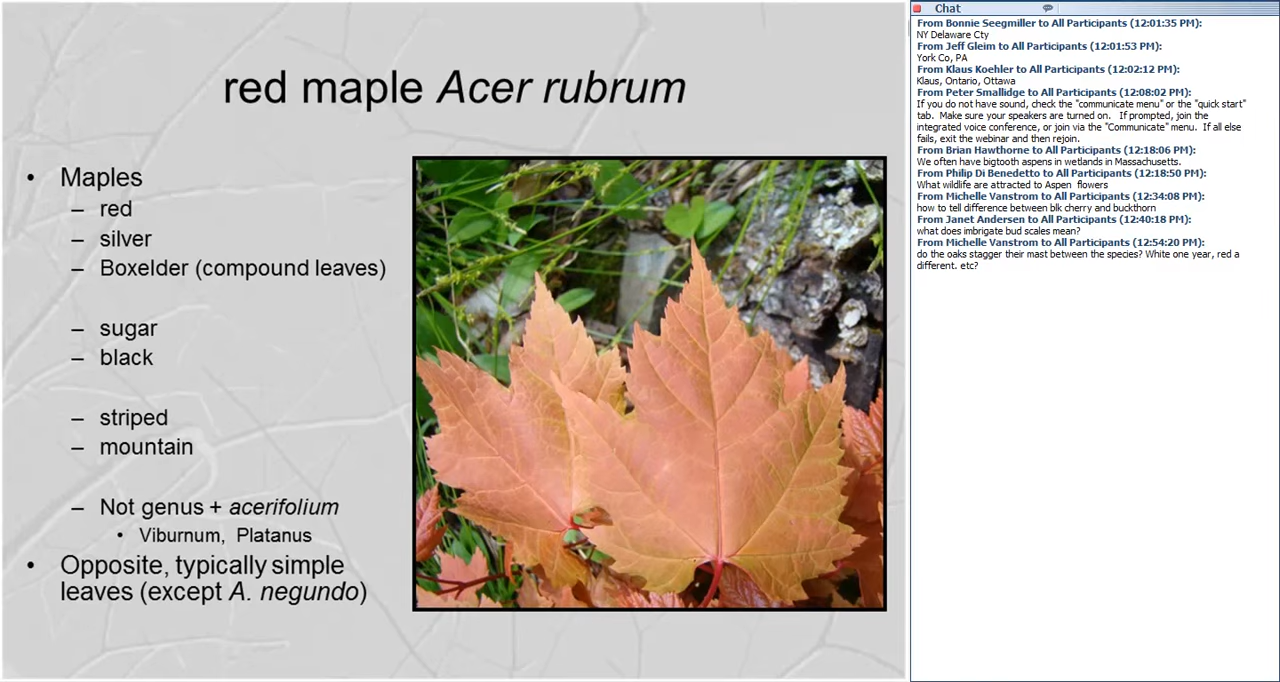 red maple Acer rubrum
• Maples
– red
– silver
– Boxelder (compound leaves)
– sugar
– black
– striped
– mountain
– Not genus + acerifolium
• Viburnum, Platanus
• Opposite, typically simple
leaves (except A. negundo)
Chat
From Bonnie Seegmiller to All Participants (12:01:35 PM):
NY Delaware Cty
From Jeff Gleim to All Participants (12:01:53 PM):
York Co, PA
From Klaus Koehler to All Participants (12:02:12 PM):
Klaus, Ontario, Ottawa
From Peter Smallidge to All Participants (12:08:02 PM):
If you do not have sound, check the "communicate menu" or the "quick start"
tab. Make sure your speakers are turned on. If prompted, join the
integrated voice conference, or join via the "Communicate" menu. If all else
fails, exit the webinar and then rejoin.
From Brian Hawthorne to All Participants (12:18:06 PM):
We often have bigtooth aspens in wetlands in Massachusetts.
From Philip Di Benedetto to All Participants (12:18:50 PM):
What wildlife are attracted to Aspen flowers
From Michelle Vanstrom to All Participants (12:34:08 PM):
how to tell difference between blk cherry and buckthorn
From Janet Andersen to All Participants (12:40:18 PM):
what does imbrigate bud scales mean?
From Michelle Vanstrom to All Participants (12:54:20 PM):
do the oaks stagger their mast between the species? White one year, red a
different. etc?